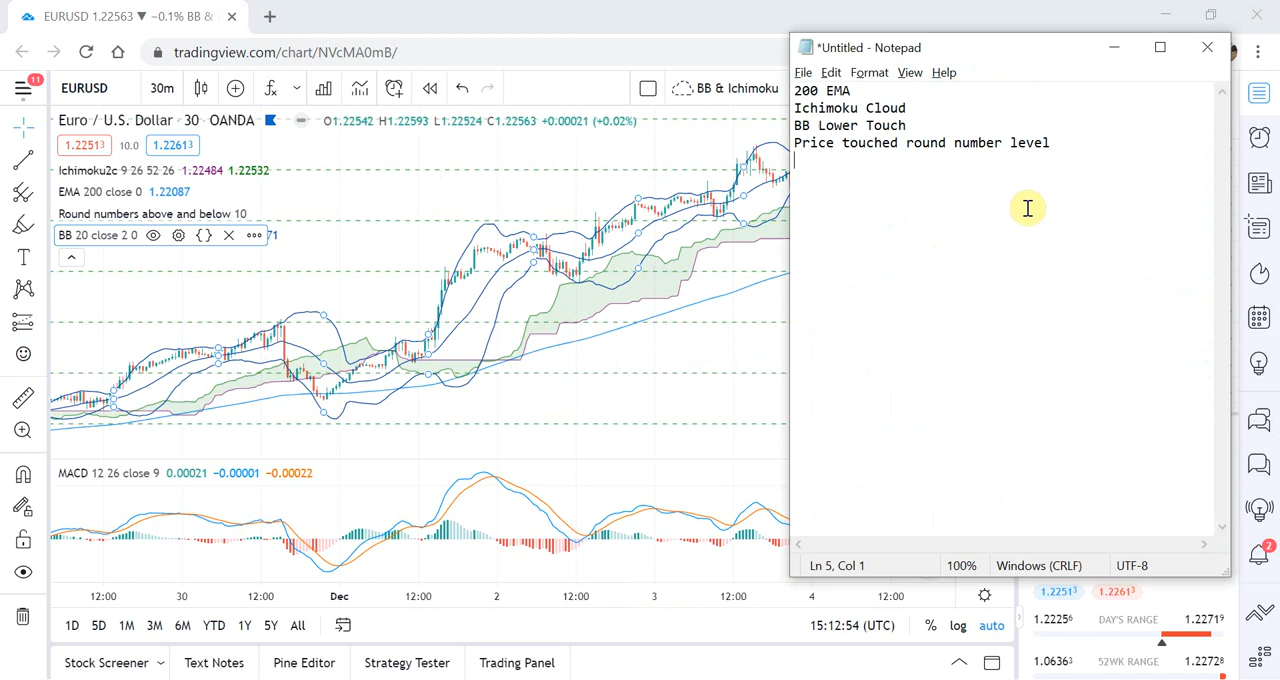 EURUSD 1.22563 ▼ −0.1% BB &
tradingview.com/chart/NVcMA0mB/
11
EURUSD 30m
BB & Ichimoku
Euro / U.S. Dollar · 30 · OANDA O1.22542 H1.22593 L1.22524 C1.22563 +0.00021 (+0.02%)
1.22513 10.0 1.22613
Ichimoku2c 9 26 52 26 1.22484 1.22532
EMA 200 close 0 1.22087
Round numbers above and below 10
BB 20 close 2 0 71
MACD 12 26 close 9 0.00021 −0.00001 −0.00022
12:00 30 12:00 Dec 12:00 2 12:00 3 12:00 4 12:00
1D 5D 1M 3M 6M YTD 1Y 5Y All 15:12:54 (UTC) % log auto
Stock Screener Text Notes Pine Editor Strategy Tester Trading Panel
*Untitled - Notepad
File Edit Format View Help
200 EMA
Ichimoku Cloud
BB Lower Touch
Price touched round number level
Ln 5, Col 1 100% Windows (CRLF) UTF-8
1.22513 1.22613
1.22256 DAY'S RANGE 1.22719
1.06363 52WK RANGE 1.22728
2